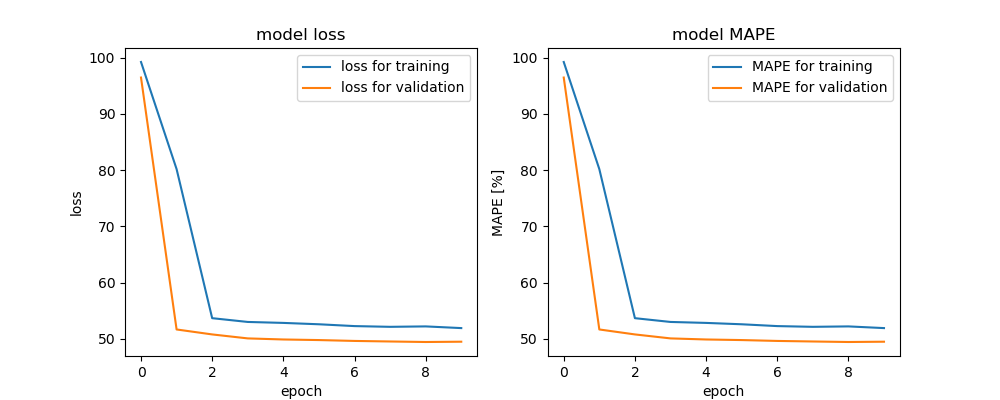 model loss
100
90
80
70
60
50
loss
0
2
4
6
8
epoch
loss for training
loss for validation
model MAPE
100
90
80
70
60
50
MAPE [%]
0
2
4
6
8
epoch
MAPE for training
MAPE for validation